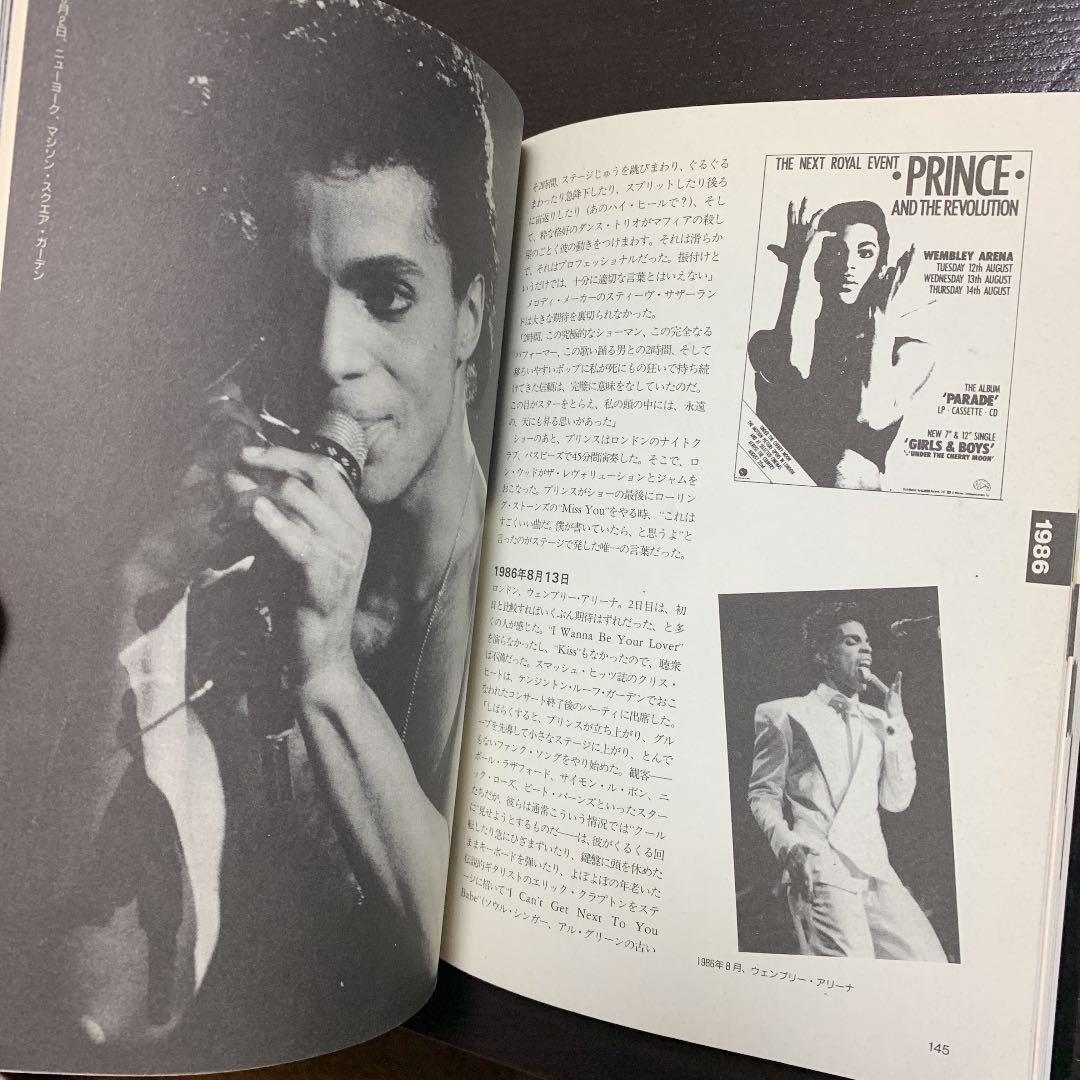 月2日、ニューヨーク、マジソン・スクエア・ガーデン
そ2時間、ステージじゅうを跳びまわり、ぐるぐる
まわったり急降下したり、スプリットしたり後ろ
に宙返りしたり（あのハイ・ヒールで？）、そし
て、粋な格好のダンス・トリオがマフィアの殺し
屋のごとく彼の動きをつけまわす。それは滑らか
で、それはプロフェッショナルだった。振付けと
いうだけでは、十分に適切な言葉とはいえない」
メロディ・メーカーのスティーヴ・サザーラン
ドは大きな期待を裏切られなかった。
「2時間、この究極的なショーマン、この完全なる
パフォーマー、この歌い踊る男との2時間、そして
移ろいやすいポップに私が死にもの狂いで持ち続
けてきた信頼は、完璧に意味をなしていたのだ。
この目がスターをとらえ、私の頭の中には、永遠
の、天にも昇る思いがあった」
ショーのあと、プリンスはロンドンのナイトク
ラブ、バスビーズで45分間演奏した。そこで、ロ
ン・ウッドがザ・レヴォリューションとジャムを
おこなった。プリンスがショーの最後にローリン
グ・ストーンズの“Miss You”をやる時、“これは
すごくいい曲だ。僕が書いていたら、と思うよ”と
言ったのがステージで発した唯一の言葉だった。
1986年8月13日
ロンドン、ウェンブリー・アリーナ。2日目は、初
日と比較すればいくぶん期待はずれだった、と多
くの人が感じた。“I Wanna Be Your Lover”
を演らなかったし、“Kiss”もなかったので、聴衆
は不満だった。スマッシュ・ヒッツ誌のクリス・
ヒートは、ケンジントン・ルーフ・ガーデンでおこ
なわれたコンサート終了後のパーティに出席した。
「しばらくすると、プリンスが立ち上がり、グル
ープを先導して小さなステージに上がり、とんで
もないファンク・ソングをやり始めた。観客――
ポール・ラザフォード、サイモン・ル・ボン、ニ
ック・ローズ、ピート・バーンズといったスター
たちだが、彼らは通常こういう情況では“クール
に”見せようとするものだ――は、彼がくるくる回
転したり急にひざまずいたり、鍵盤に頭を休めた
ままキーボードを弾いたり、よぼよぼの年老いた
伝説的ギタリストのエリック・クラプトンをステ
ージに招いて“I Can't Get Next To You
Babe”（ソウル・シンガー、アル・グリーンの古い
THE NEXT ROYAL EVENT
・PRINCE・
AND THE REVOLUTION
WEMBLEY ARENA
TUESDAY 12th AUGUST
WEDNESDAY 13th AUGUST
THURSDAY 14th AUGUST
THE ALBUM
'PARADE'
LP・CASSETTE・CD
NEW 7" & 12" SINGLE
'GIRLS & BOYS'
'UNDER THE CHERRY MOON'
1986
1986年8月、ウェンブリー・アリーナ
145